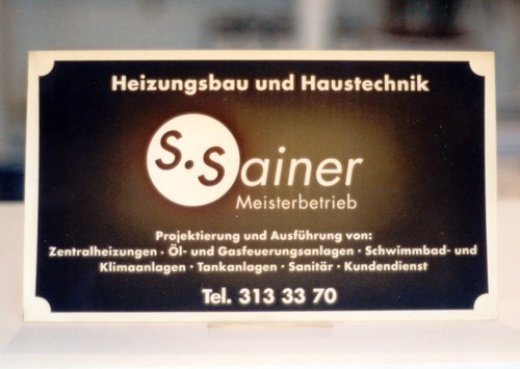 Heizungsbau und Haustechnik
S.Sainer
Meisterbetrieb
Projektierung und Ausführung von:
Zentralheizungen · Öl- und Gasfeuerungsanlagen · Schwimmbad- und
Klimaanlagen · Tankanlagen · Sanitär · Kundendienst
Tel. 313 33 70